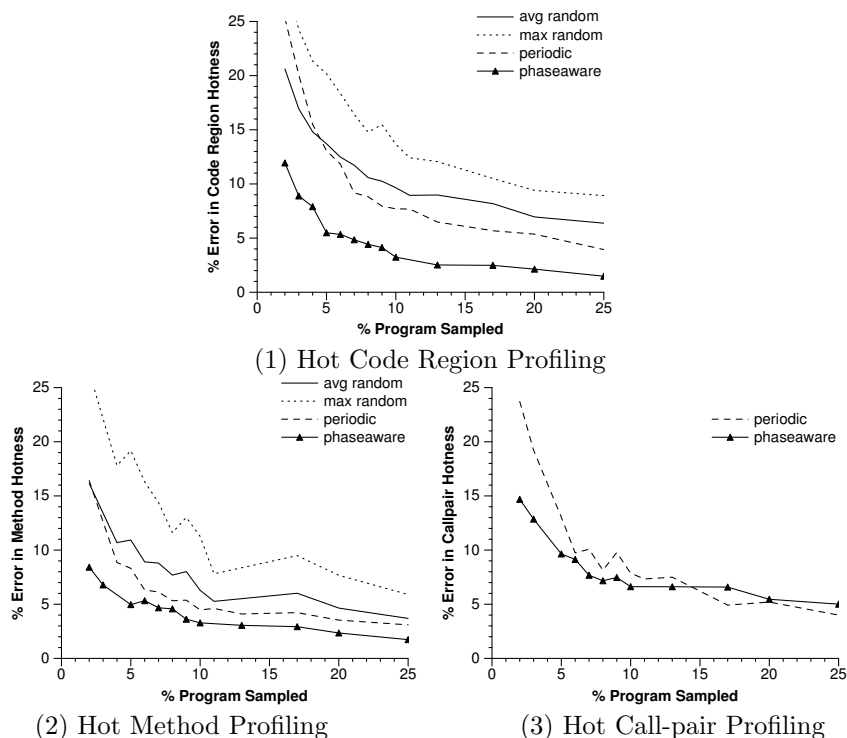 avg random
max random
periodic
phaseaware
% Error in Code Region Hotness
25
20
15
10
5
0
0 5 10 15 20 25
% Program Sampled
(1) Hot Code Region Profiling
avg random
max random
periodic
phaseaware
% Error in Method Hotness
25
20
15
10
5
0
0 5 10 15 20 25
% Program Sampled
(2) Hot Method Profiling
periodic
phaseaware
% Error in Callpair Hotness
25
20
15
10
5
0
0 5 10 15 20 25
% Program Sampled
(3) Hot Call-pair Profiling